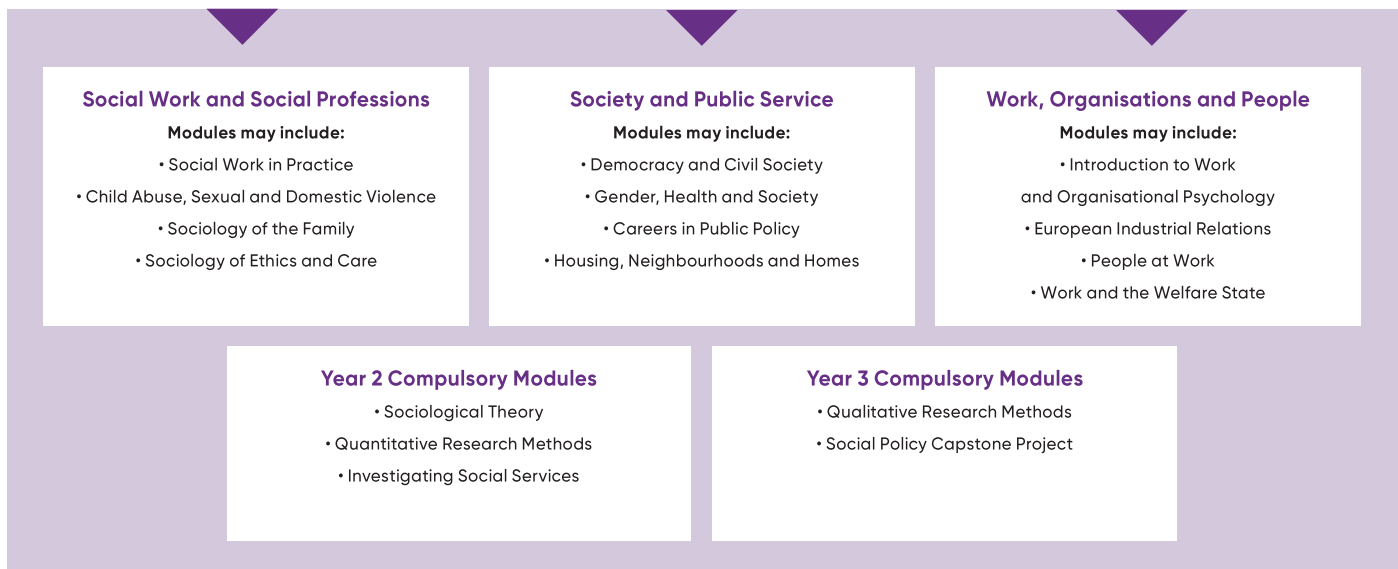 Social Work and Social Professions
Modules may include:
• Social Work in Practice
• Child Abuse, Sexual and Domestic Violence
• Sociology of the Family
• Sociology of Ethics and Care
Society and Public Service
Modules may include:
• Democracy and Civil Society
• Gender, Health and Society
• Careers in Public Policy
• Housing, Neighbourhoods and Homes
Work, Organisations and People
Modules may include:
• Introduction to Work
and Organisational Psychology
• European Industrial Relations
• People at Work
• Work and the Welfare State
Year 2 Compulsory Modules
• Sociological Theory
• Quantitative Research Methods
• Investigating Social Services
Year 3 Compulsory Modules
• Qualitative Research Methods
• Social Policy Capstone Project